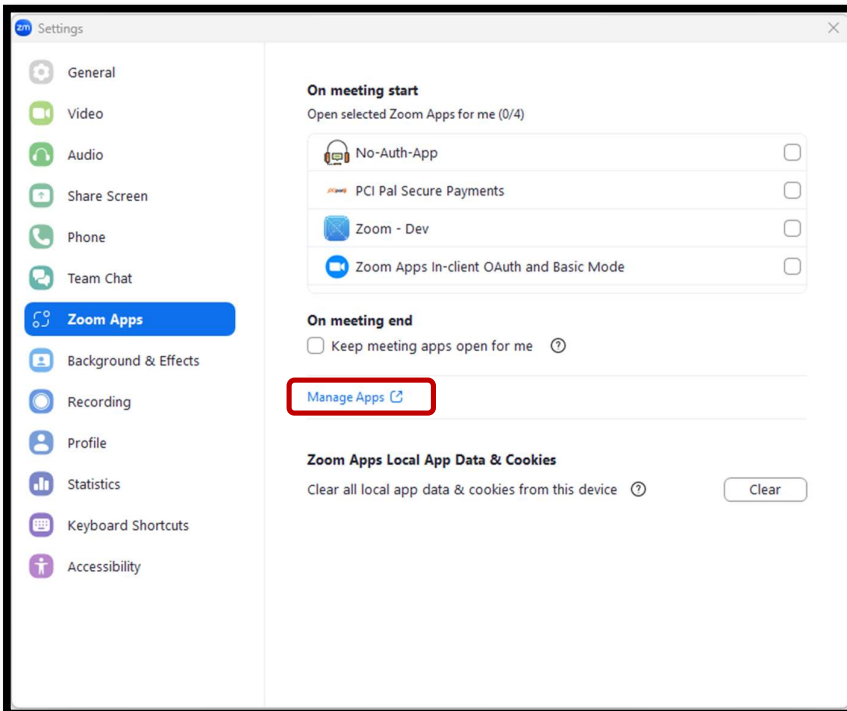 zm Settings
General
Video
Audio
Share Screen
Phone
Team Chat
Zoom Apps
Background & Effects
Recording
Profile
Statistics
Keyboard Shortcuts
Accessibility
On meeting start
Open selected Zoom Apps for me (0/4)
No-Auth-App
PCI Pal Secure Payments
Zoom - Dev
Zoom Apps In-client OAuth and Basic Mode
On meeting end
Keep meeting apps open for me ?
Manage Apps
Zoom Apps Local App Data & Cookies
Clear all local app data & cookies from this device ? Clear